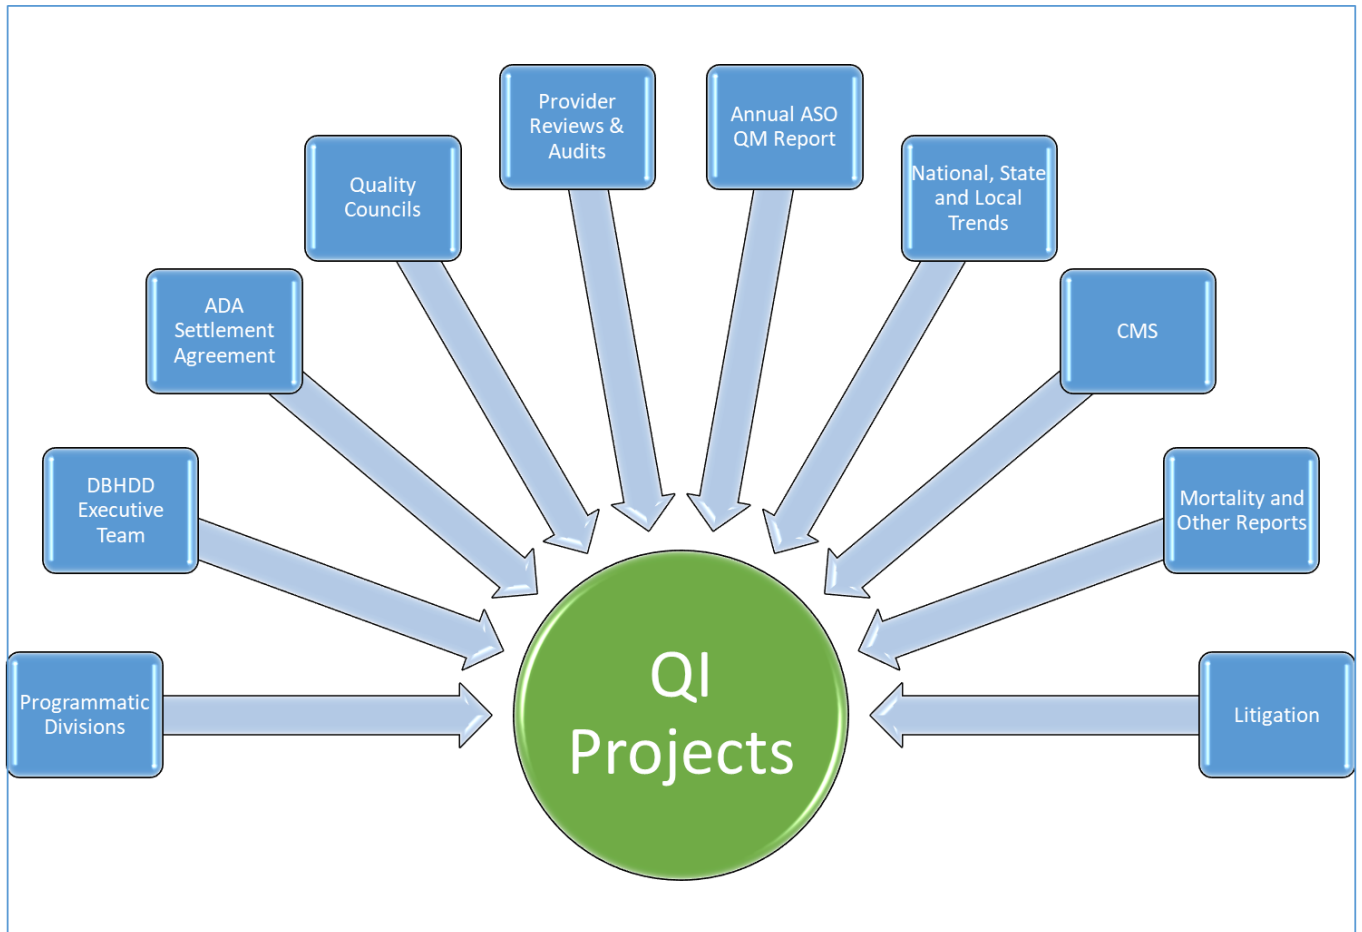 Provider
Reviews &
Audits
Annual ASO
QM Report
Quality
Councils
National, State
and Local
Trends
ADA
Settlement
Agreement
CMS
DBHDD
Executive
Team
Mortality and
Other Reports
Programmatic
Divisions
QI
Projects
Litigation